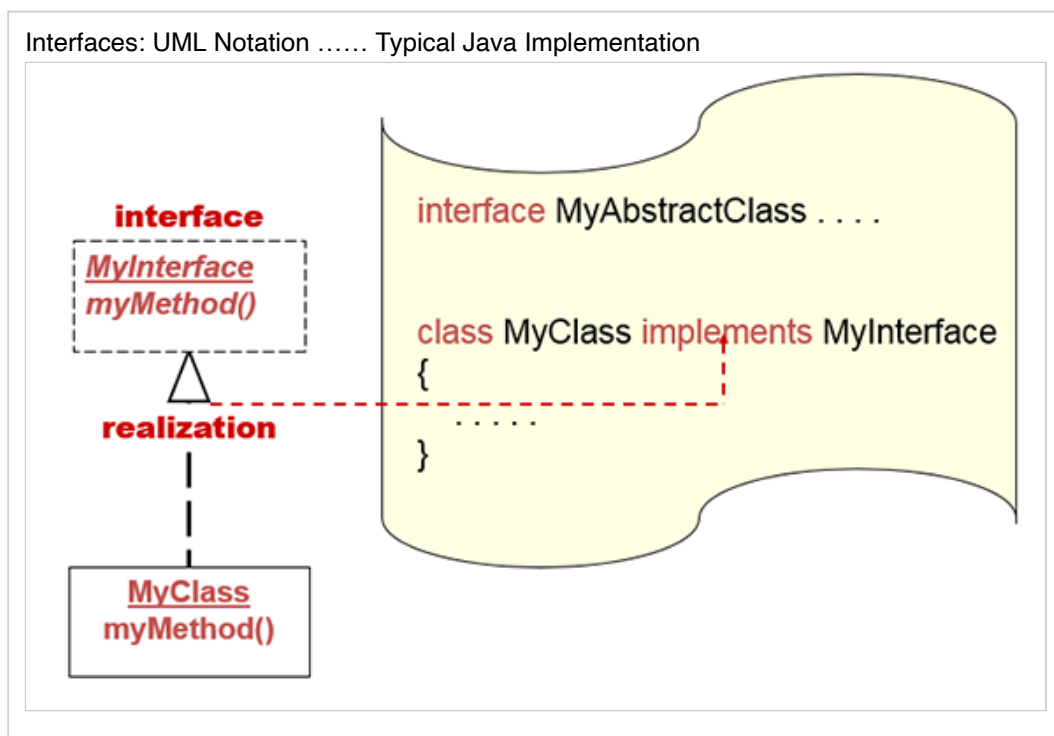 Interfaces: UML Notation …… Typical Java Implementation
interface
MyInterface
myMethod()
realization
MyClass
myMethod()
interface MyAbstractClass . . . .
class MyClass implements MyInterface
{
. . . . .
}